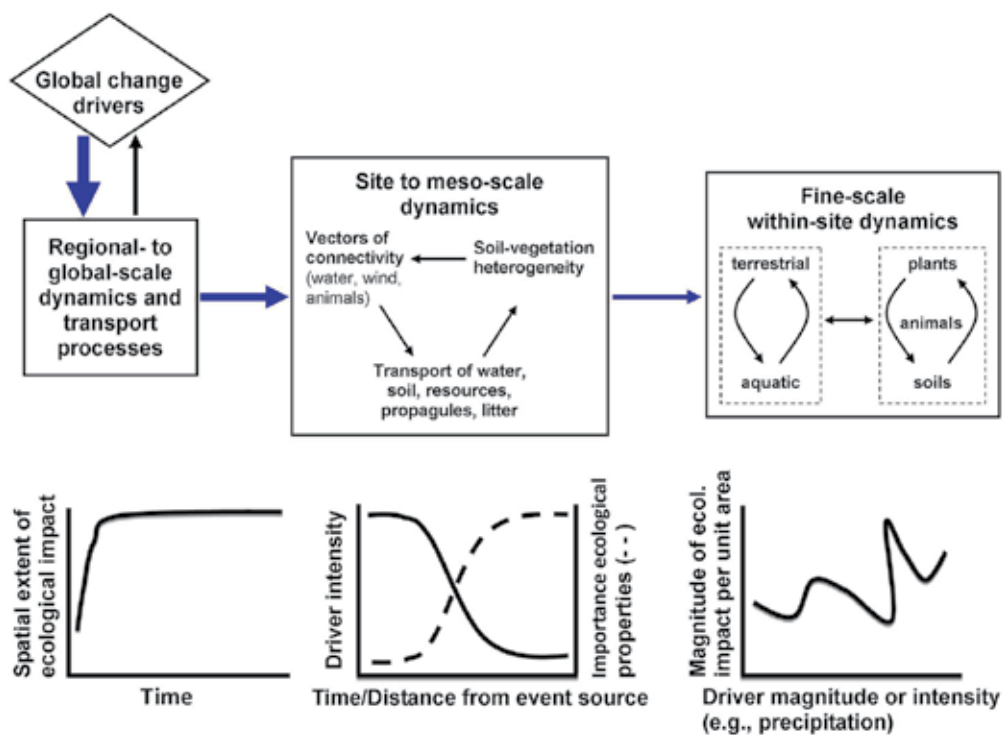 Global change
drivers
Regional- to
global-scale
dynamics and
transport
processes
Site to meso-scale
dynamics
Vectors of
connectivity
(water, wind,
animals)
Soil-vegetation
heterogeneity
Transport of water,
soil, resources,
propagules, litter
Fine-scale
within-site dynamics
terrestrial
aquatic
plants
animals
soils
Spatial extent of
ecological impact
Time
Driver intensity
Importance ecological
properties (- -)
Time/Distance from event source
Magnitude of ecol.
impact per unit area
Driver magnitude or intensity
(e.g., precipitation)